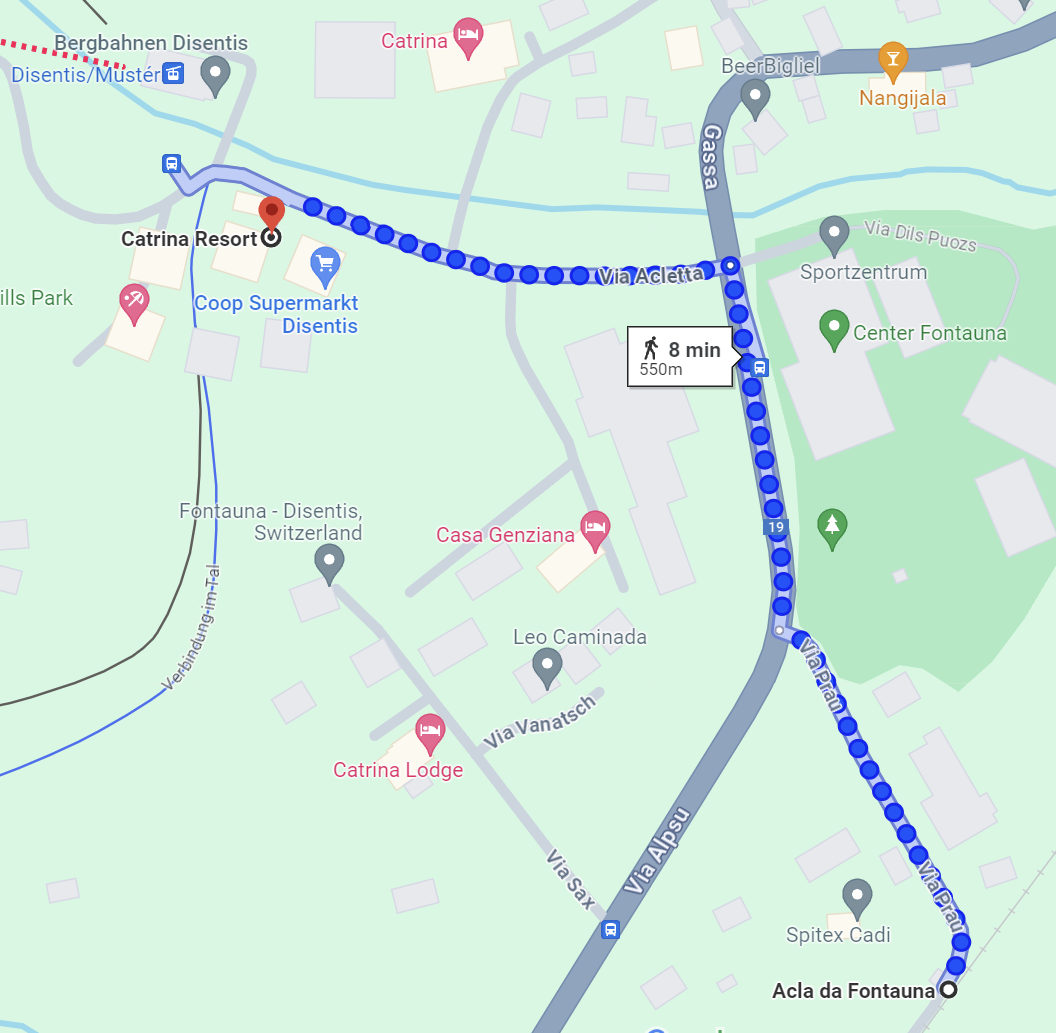 Bergbahnen Disentis
Disentis/Mustér
Catrina
BeerBigliel
Nangijala
Gassa
Catrina Resort
Coop Supermarkt
Disentis
ills Park
Via Acletta
Via Dils Puozs
Sportzentrum
Center Fontauna
8 min
550m
19
Fontauna - Disentis,
Switzerland
Casa Genziana
Verbindung im Tal
Leo Caminada
Via Prau
Via Vanatsch
Catrina Lodge
Via Alpsu
Via Sax
Via Prau
Spitex Cadi
Acla da Fontauna